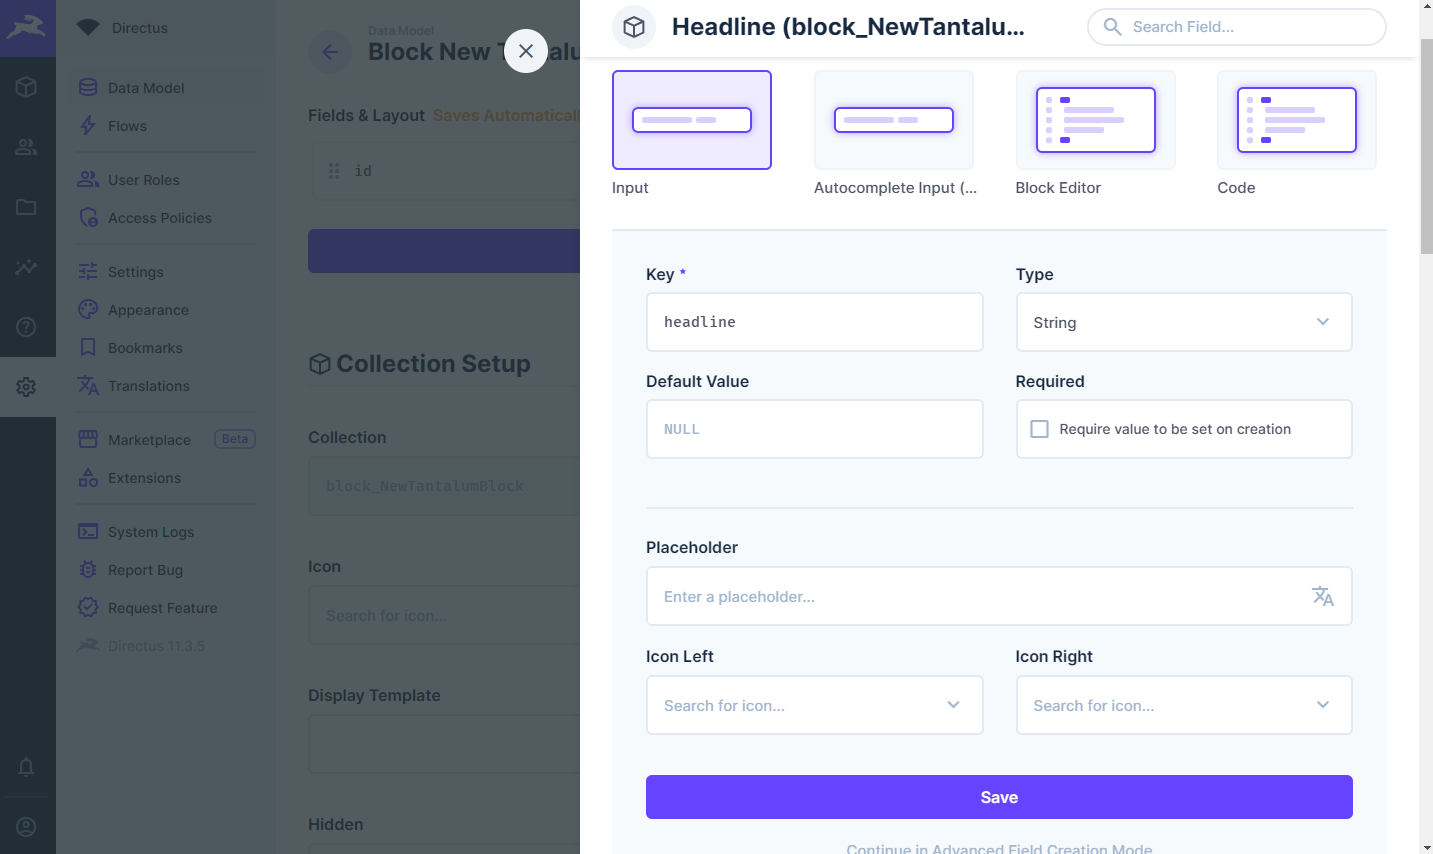 Directus
Data Model
Flows
User Roles
Access Policies
Settings
Appearance
Bookmarks
Translations
Marketplace
Beta
Extensions
System Logs
Report Bug
Request Feature
Directus 11.3.5
Data Model
Block New
Fields & Layout Saves Automatically
id
Collection Setup
Collection
block_NewTantalumBlock
Icon
Search for icon...
Display Template
Hidden
Headline (block_NewTantalu...
Search Field...
Input
Autocomplete Input (...
Block Editor
Code
Key *
headline
Type
String
Default Value
NULL
Required
Require value to be set on creation
Placeholder
Enter a placeholder...
Icon Left
Search for icon...
Icon Right
Search for icon...
Save
Continue in Advanced Field Creation Mode